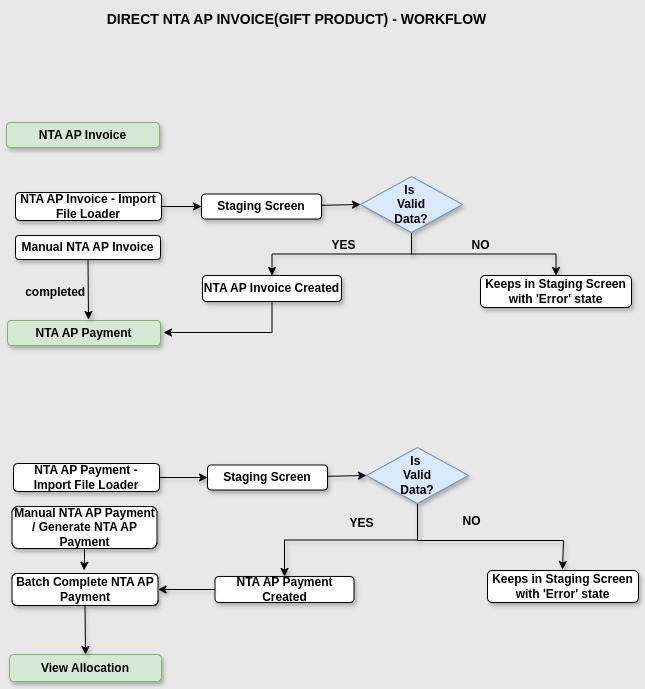 DIRECT NTA AP INVOICE(GIFT PRODUCT) - WORKFLOW
NTA AP Invoice
NTA AP Invoice - Import
File Loader
Staging Screen
Is
Valid
Data?
Manual NTA AP Invoice
YES
NO
completed
NTA AP Invoice Created
Keeps in Staging Screen
with 'Error' state
NTA AP Payment
NTA AP Payment -
Import File Loader
Staging Screen
Is
Valid
Data?
Manual NTA AP Payment
/ Generate NTA AP
Payment
YES
NO
Batch Complete NTA AP
Payment
NTA AP Payment
Created
Keeps in Staging Screen
with 'Error' state
View Allocation